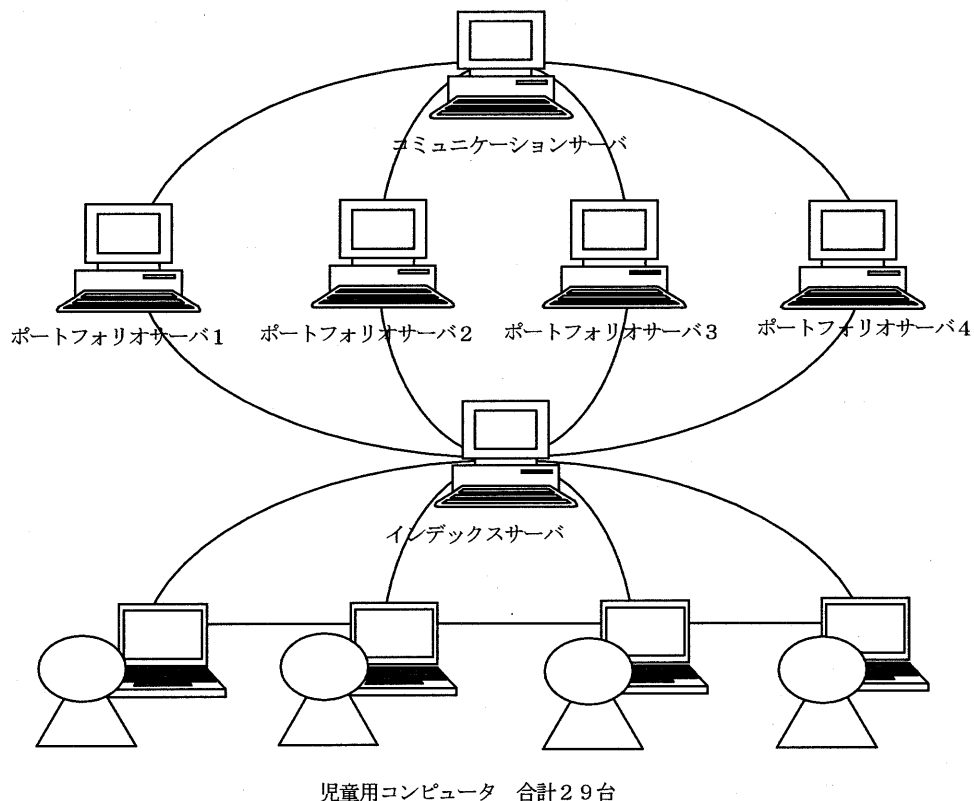 コミュニケーションサーバ
ポートフォリオサーバ1
ポートフォリオサーバ2
ポートフォリオサーバ3
ポートフォリオサーバ4
インデックスサーバ
児童用コンピュータ 合計29台